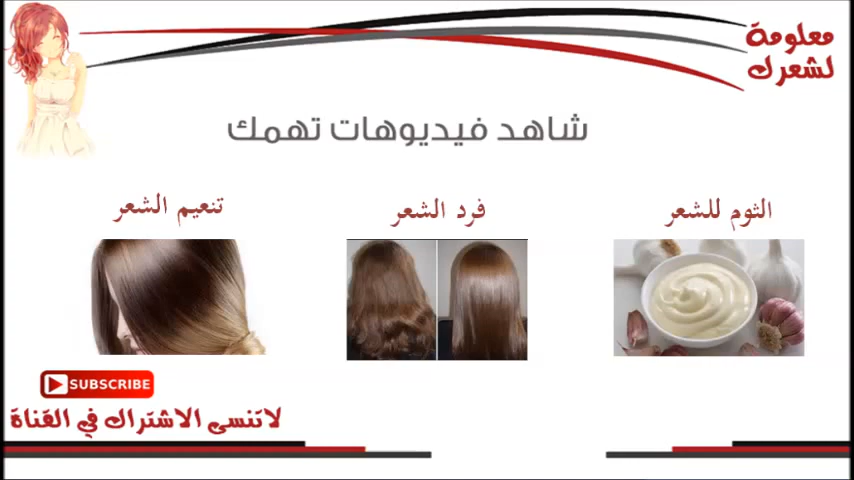 معلومة
لشعرك
شاهد فيديوهات تهمك
الثوم للشعر
فرد الشعر
تنعيم الشعر
SUBSCRIBE
لاتنسى الاشتراك في القناة